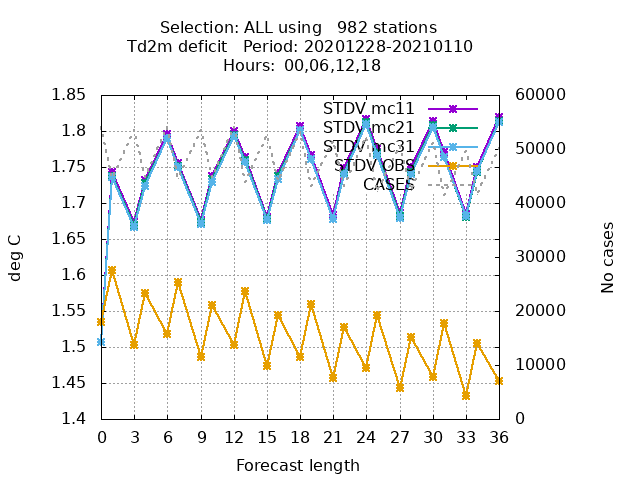 Selection: ALL using   982 stations
Td2m deficit   Period: 20201228-20210110
Hours: 00,06,12,18
1.85
1.8
1.75
1.7
1.65
1.6
1.55
1.5
1.45
1.4
deg C
60000
50000
40000
30000
20000
10000
0
No cases
STDV mc11
STDV mc21
STDV mc31
STDV OBS
CASES
0 3 6 9 12 15 18 21 24 27 30 33 36
Forecast length